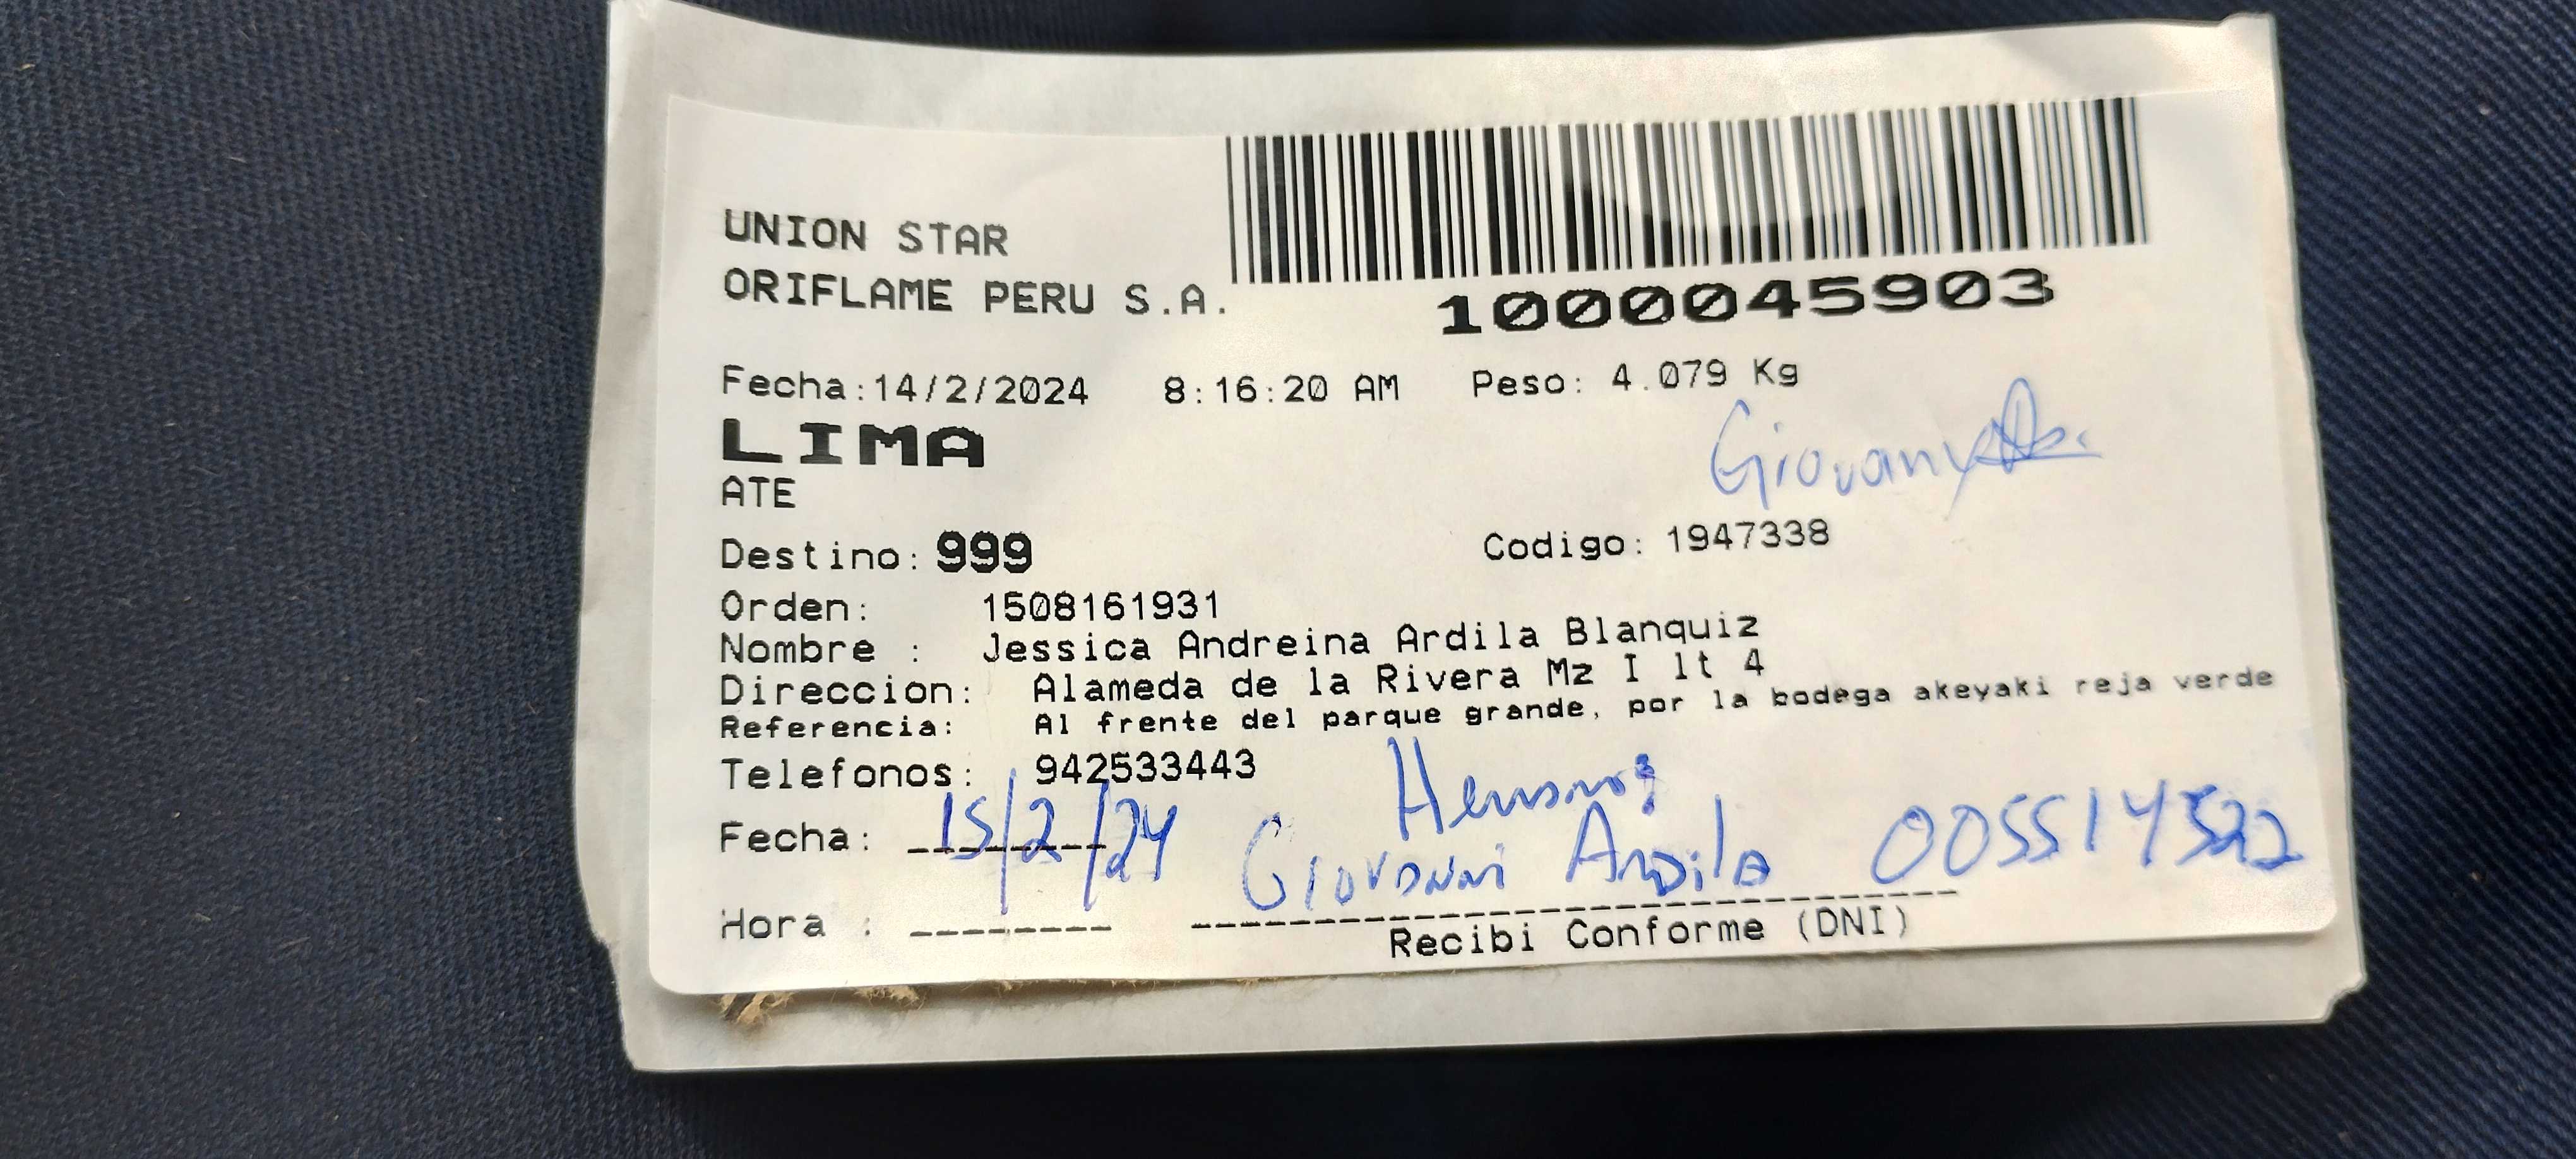 UNION STAR
ORIFLAME PERU S.A.
1000045903
Fecha:14/2/2024 8:16:20 AM Peso: 4.079 Kg
LIMA
Giovany
ATE
Destino: 999 Codigo: 1947338
Orden: 1508161931
Nombre : Jessica Andreina Ardila Blanquiz
Direccion: Alameda de la Rivera Mz I lt 4
Referencia: Al frente del parque grande, por la bodega akeyaki reja verde
Telefonos: 942533443
Fecha: 15/2/24 Giovanni Ardila
Hora :
Recibi Conforme (DNI)